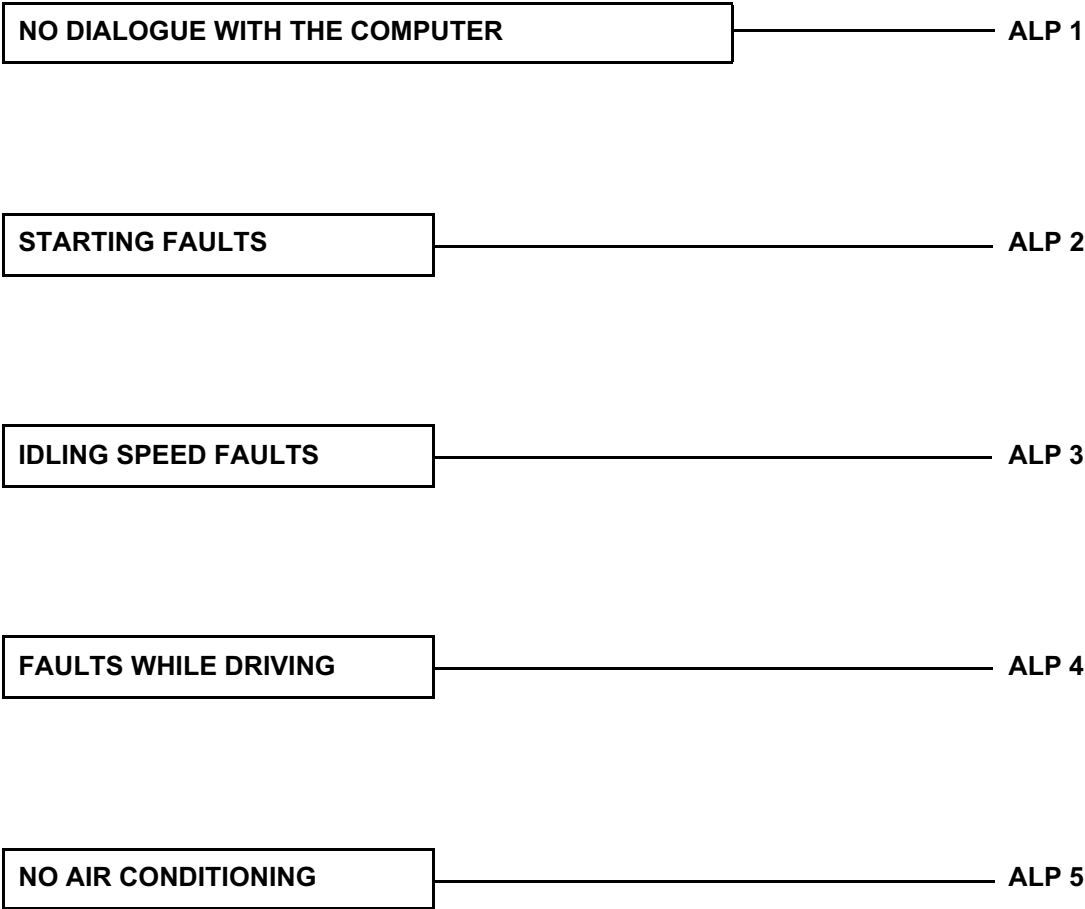 NO DIALOGUE WITH THE COMPUTER ALP 1
STARTING FAULTS ALP 2
IDLING SPEED FAULTS ALP 3
FAULTS WHILE DRIVING ALP 4
NO AIR CONDITIONING ALP 5